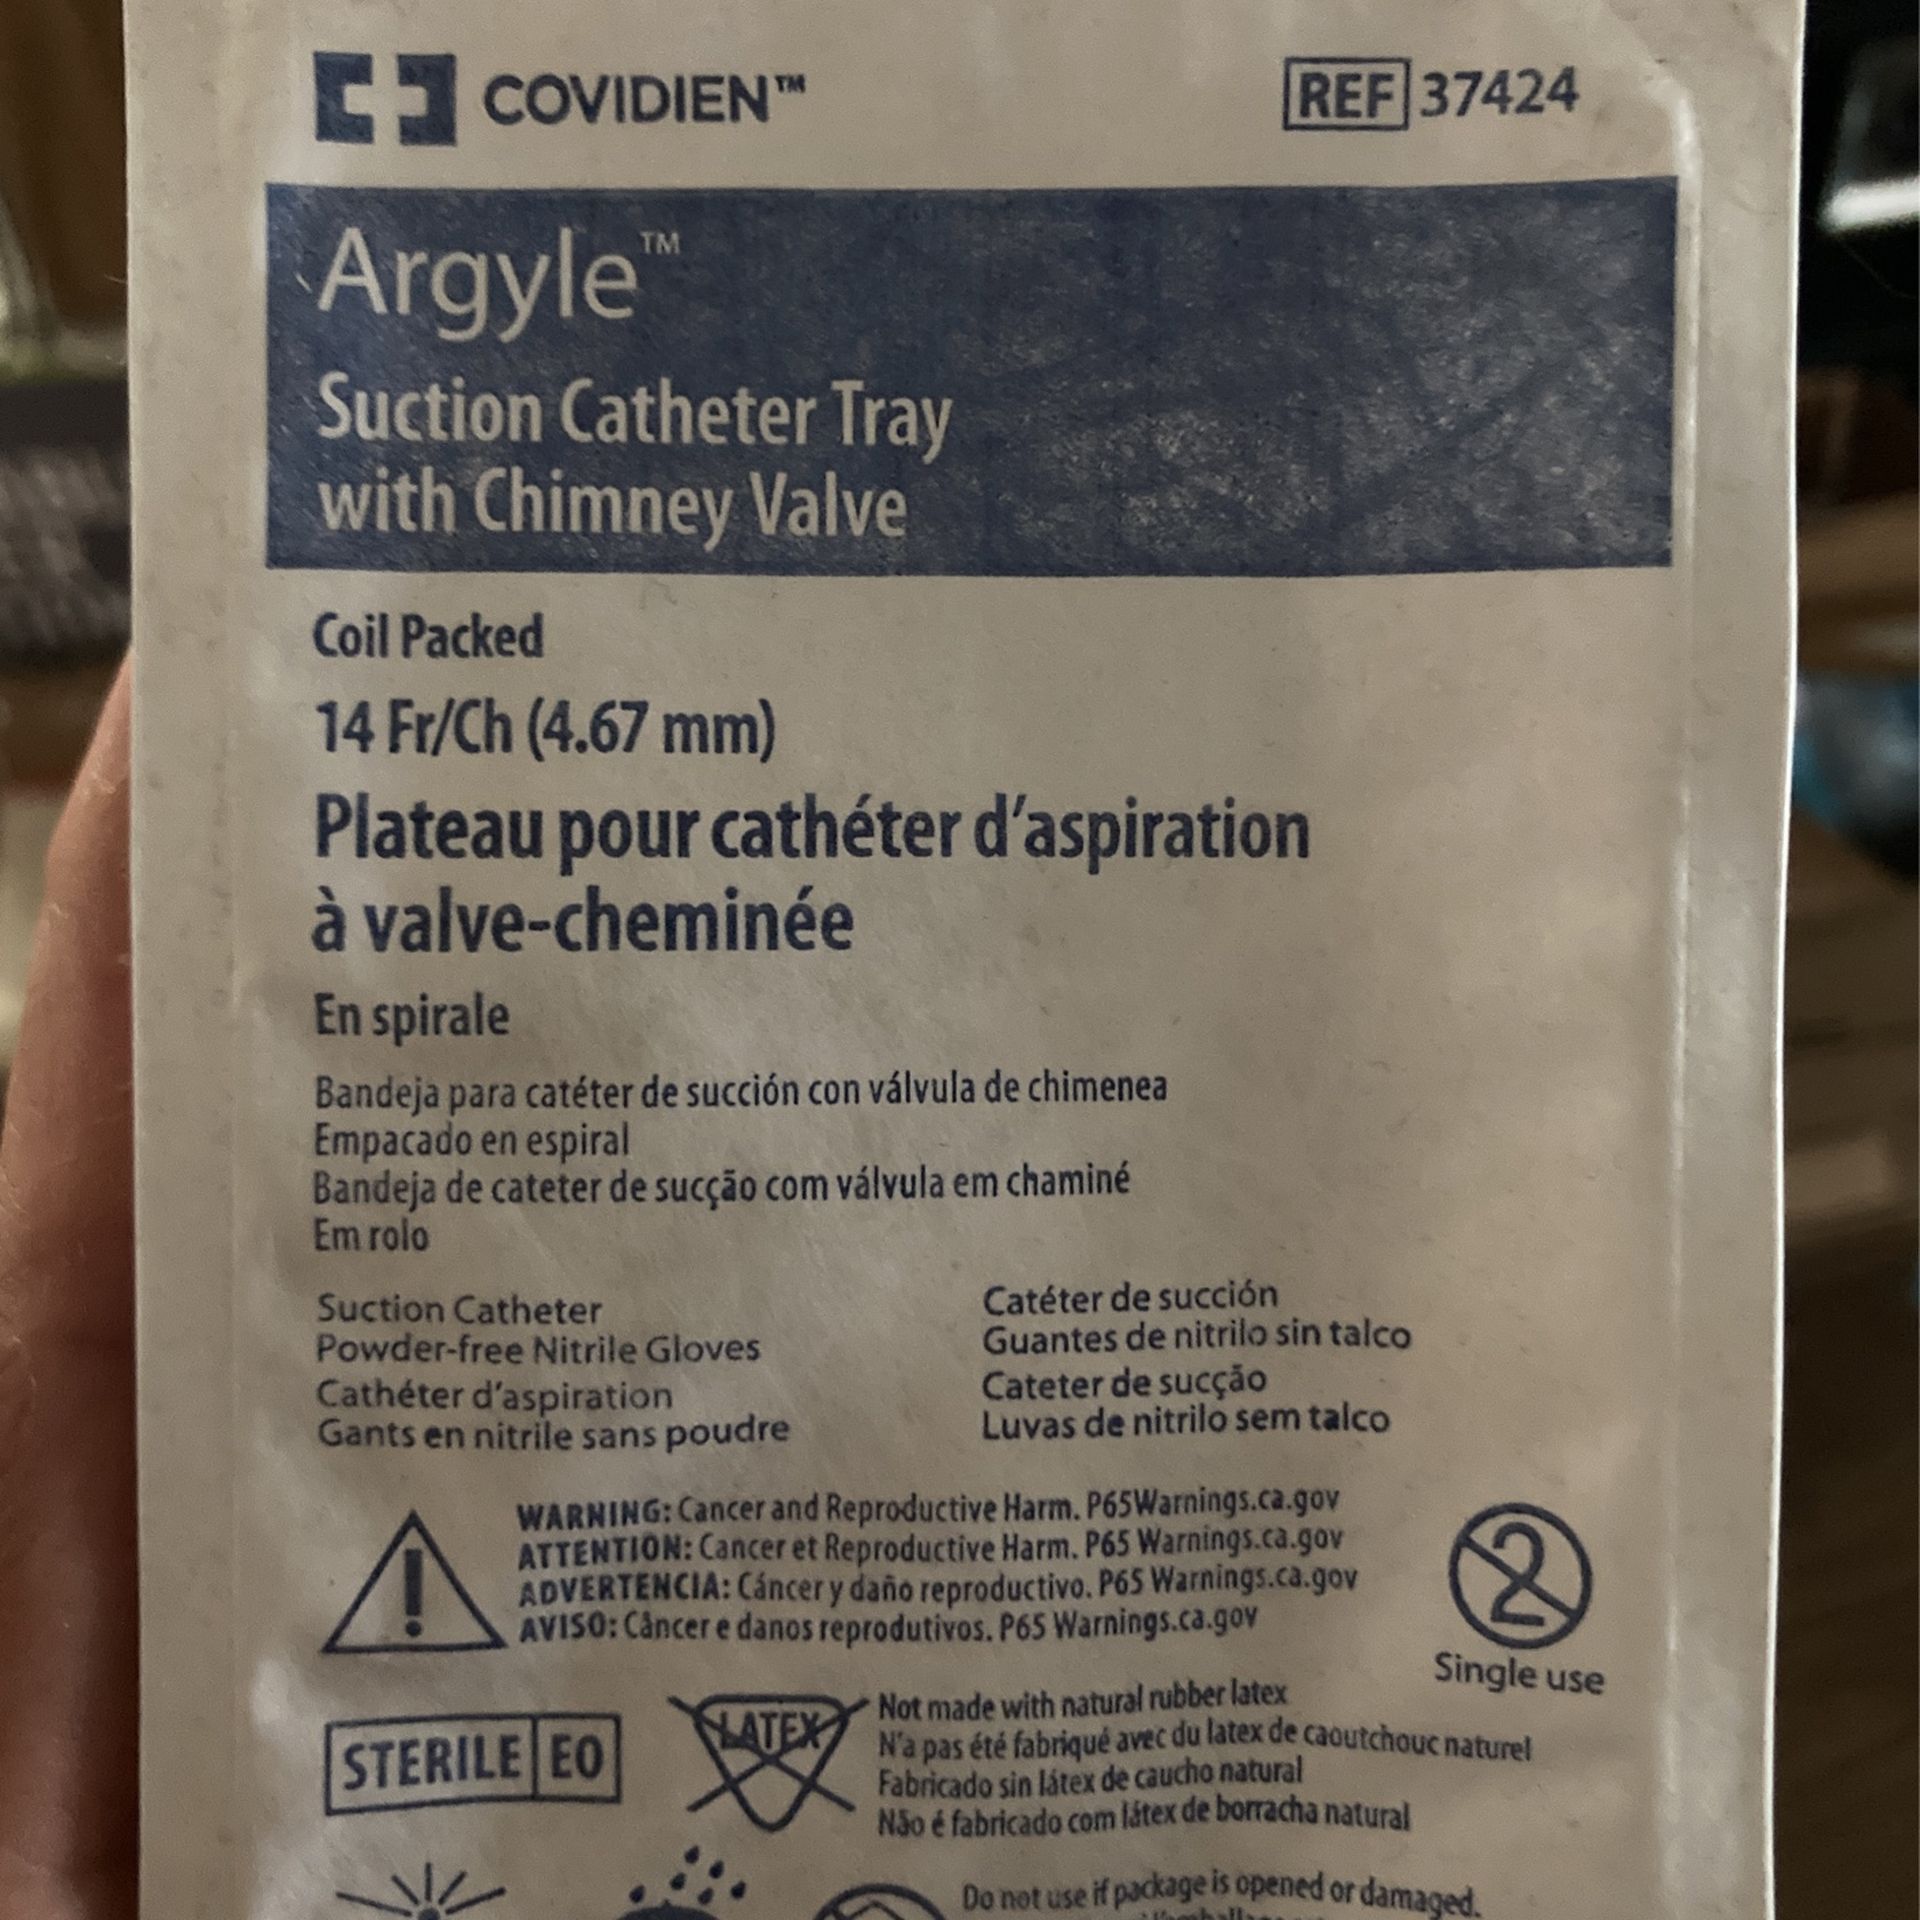 COVIDIEN™
REF 37424
Argyle™
Suction Catheter Tray
with Chimney Valve
Coil Packed
14 Fr/Ch (4.67 mm)
Plateau pour cathéter d'aspiration
à valve-cheminée
En spirale
Bandeja para catéter de succión con válvula de chimenea
Empacado en espiral
Bandeja de cateter de sucção com válvula em chaminé
Em rolo
Suction Catheter
Powder-free Nitrile Gloves
Cathéter d'aspiration
Gants en nitrile sans poudre
Catéter de succión
Guantes de nitrilo sin talco
Cateter de sucção
Luvas de nitrilo sem talco
WARNING: Cancer and Reproductive Harm. P65Warnings.ca.gov
ATTENTION: Cancer et Reproductive Harm. P65 Warnings.ca.gov
ADVERTENCIA: Cáncer y daño reproductivo. P65 Warnings.ca.gov
AVISO: Câncer e danos reprodutivos. P65 Warnings.ca.gov
2
Single use
STERILE EO
LATEX
Not made with natural rubber latex
N'a pas été fabriqué avec du latex de caoutchouc naturel
Fabricado sin látex de caucho natural
Não é fabricado com látex de borracha natural
Do not use if package is opened or damaged.